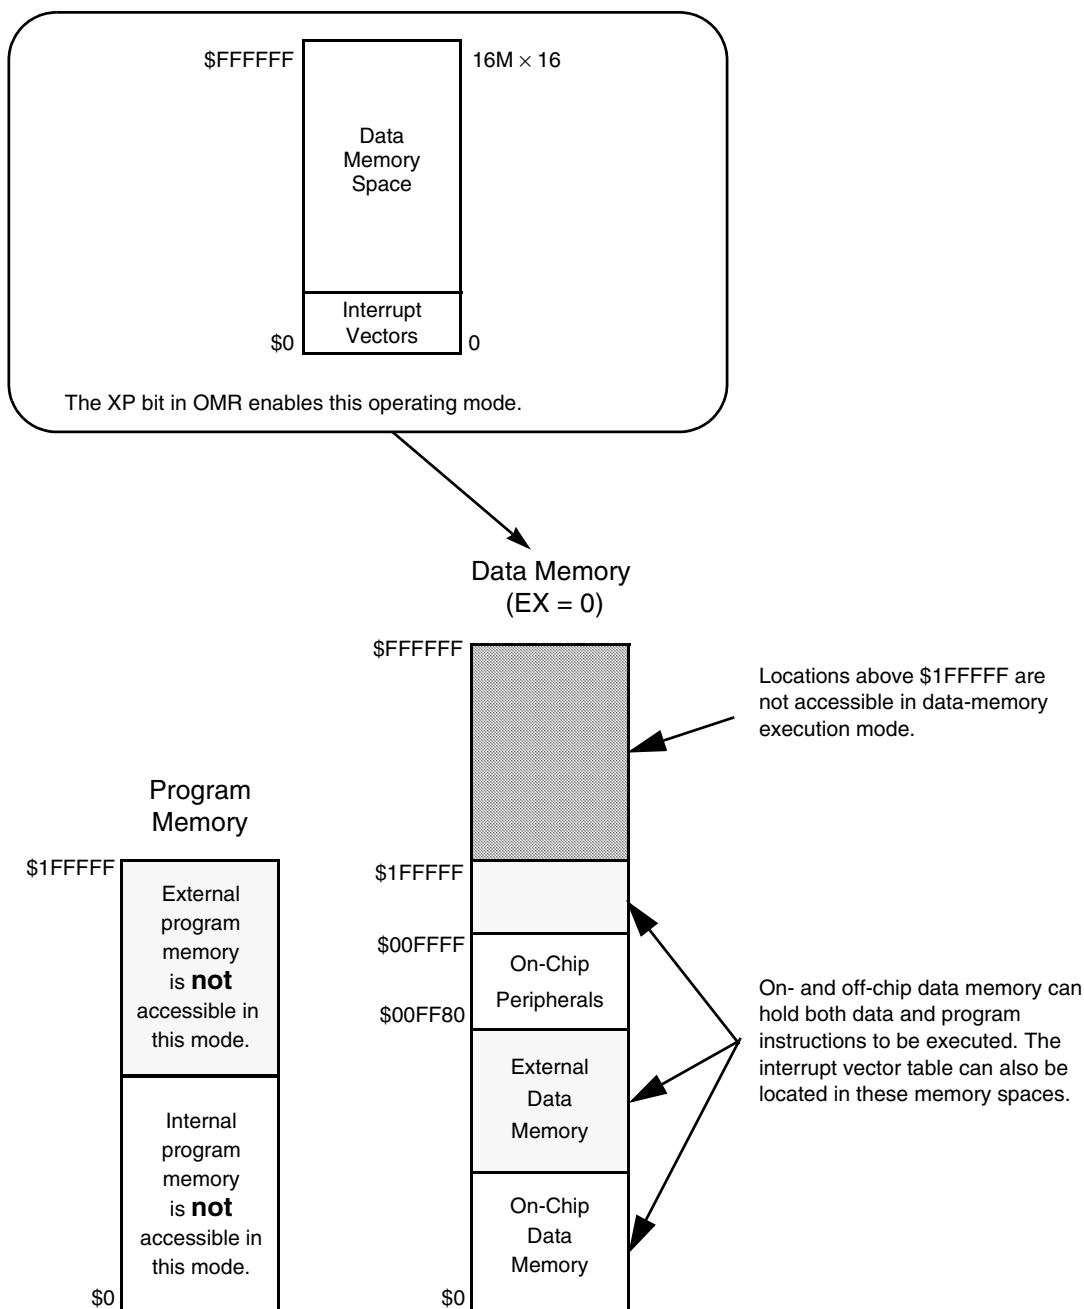 $FFFFFF
16M × 16
Data
Memory
Space
Interrupt
Vectors
$0
0
The XP bit in OMR enables this operating mode.
Data Memory
(EX = 0)
$FFFFFF
Locations above $1FFFFF are
not accessible in data-memory
execution mode.
Program
Memory
$1FFFFF
External
program
memory
is not
accessible in
this mode.
Internal
program
memory
is not
accessible in
this mode.
$0
$1FFFFF
$00FFFF
On-Chip
Peripherals
$00FF80
External
Data
Memory
On-Chip
Data
Memory
$0
On- and off-chip data memory can
hold both data and program
instructions to be executed. The
interrupt vector table can also be
located in these memory spaces.